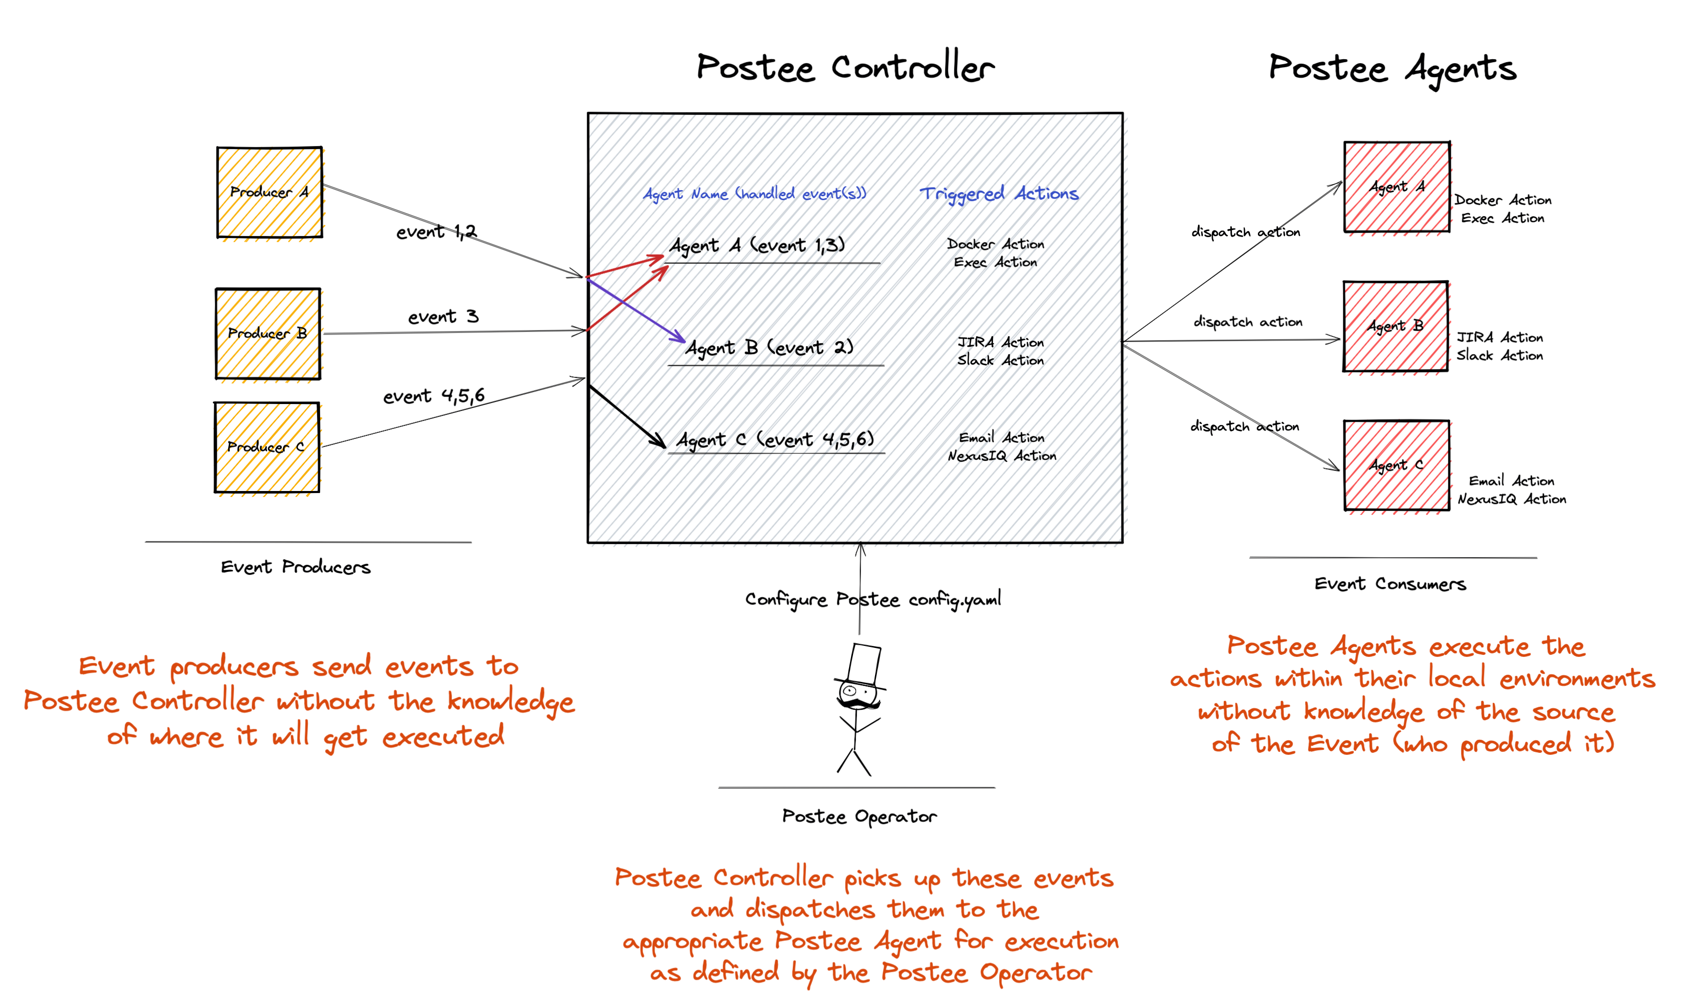 Postee Controller
Postee Agents
Producer A
event 1,2
Producer B
event 3
Producer C
event 4,5,6
Event Producers
Event producers send events to
Postee Controller without the knowledge
of where it will get executed
Agent Name (handled event(s))
Triggered Actions
Agent A (event 1,3)
Docker Action
Exec Action
Agent B (event 2)
JIRA Action
Slack Action
Agent C (event 4,5,6)
Email Action
NexusIQ Action
Configure Postee config.yaml
Postee Operator
Postee Controller picks up these events
and dispatches them to the
appropriate Postee Agent for execution
as defined by the Postee Operator
dispatch action
Agent A
Docker Action
Exec Action
dispatch action
Agent B
JIRA Action
Slack Action
dispatch action
Agent C
Email Action
NexusIQ Action
Event Consumers
Postee Agents execute the
actions within their local environments
without knowledge of the source
of the Event (who produced it)